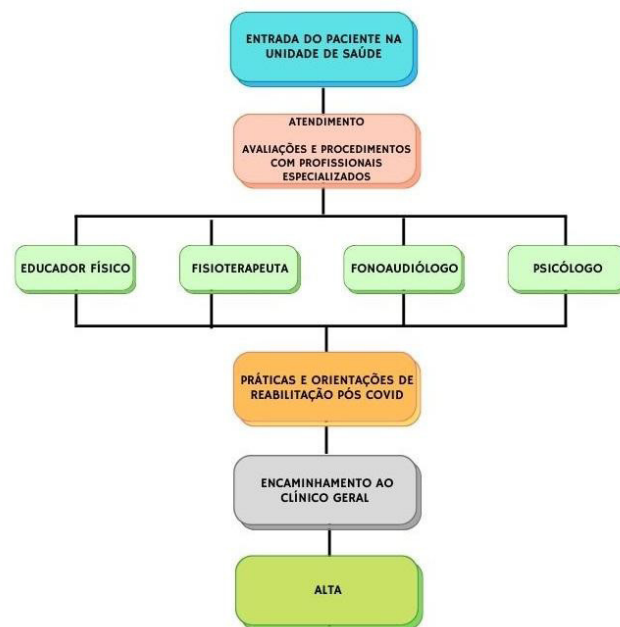 ENTRADA DO PACIENTE NA
UNIDADE DE SAÚDE
ATENDIMENTO
AVALIAÇÕES E PROCEDIMENTOS
COM PROFISSIONAIS
ESPECIALIZADOS
EDUCADOR FÍSICO
FISIOTERAPEUTA
FONOAUDIÓLOGO
PSICÓLOGO
PRÁTICAS E ORIENTAÇÕES DE
REABILITAÇÃO PÓS COVID
ENCAMINHAMENTO AO
CLÍNICO GERAL
ALTA